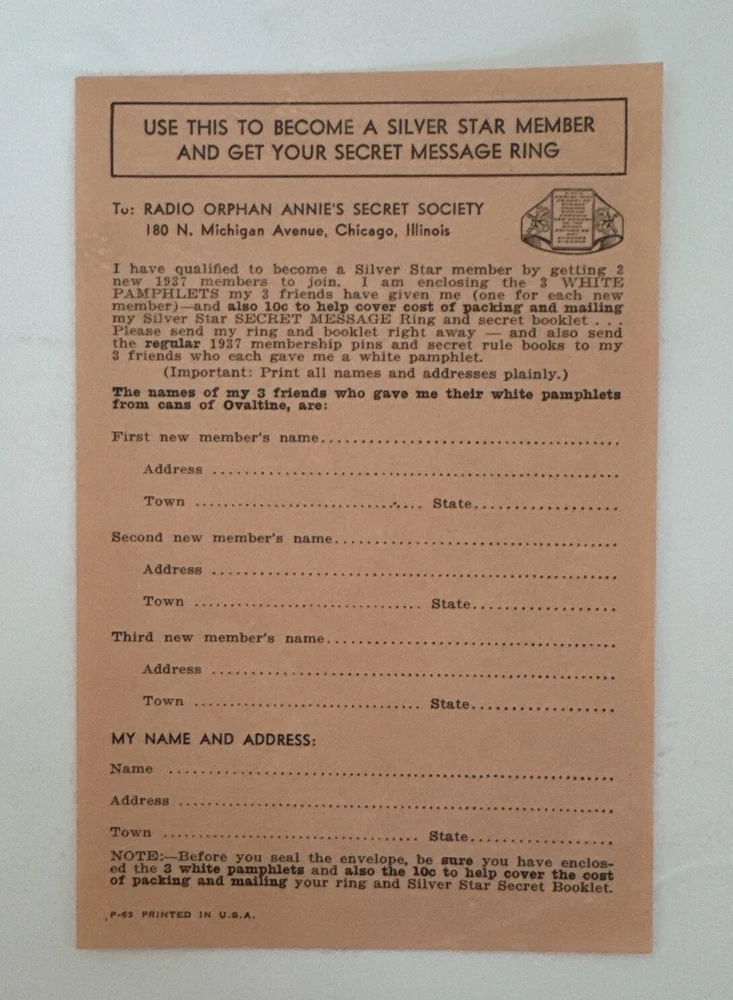 USE THIS TO BECOME A SILVER STAR MEMBER
AND GET YOUR SECRET MESSAGE RING
To: RADIO ORPHAN ANNIE'S SECRET SOCIETY
180 N. Michigan Avenue, Chicago, Illinois
I have qualified to become a Silver Star member by getting 2
new 1937 members to join. I am enclosing the 3 WHITE
PAMPHLETS my 3 friends have given me (one for each new
member)—and also 10c to help cover cost of packing and mailing
my Silver Star SECRET MESSAGE Ring and secret booklet . . .
Please send my ring and booklet right away — and also send
the regular 1937 membership pins and secret rule books to my
3 friends who each gave me a white pamphlet.
(Important: Print all names and addresses plainly.)
The names of my 3 friends who gave me their white pamphlets
from cans of Ovaltine, are:
First new member's name..........................................
Address ..........................................................
Town ................................. State.....................
Second new member's name........................................
Address ..........................................................
Town ................................. State.....................
Third new member's name.........................................
Address ..........................................................
Town ................................. State.....................
MY NAME AND ADDRESS:
Name .............................................................
Address ..........................................................
Town ..................................... State.....................
NOTE:—Before you seal the envelope, be sure you have enclos-
ed the 3 white pamphlets and also the 10c to help cover the cost
of packing and mailing your ring and Silver Star Secret Booklet.
P-63 PRINTED IN U.S.A.